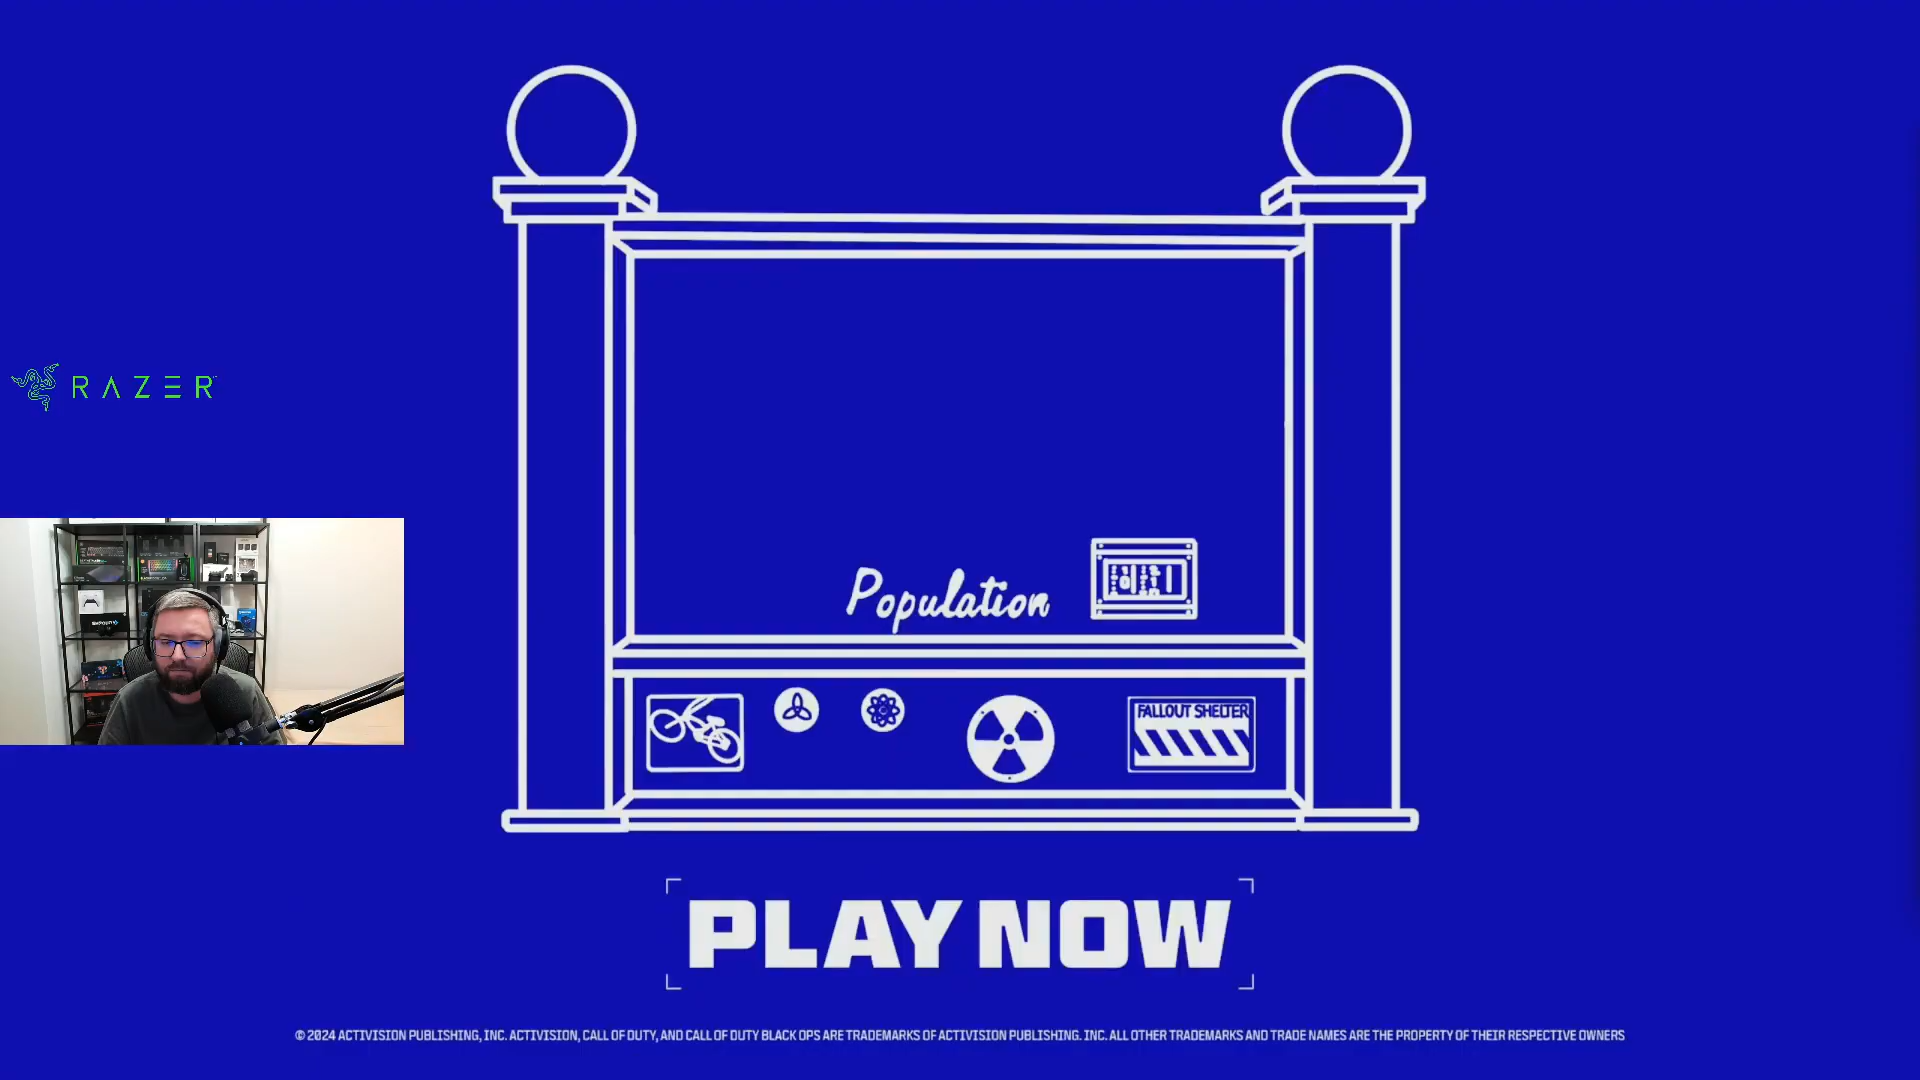 RAZER
Population
FALLOUT SHELTER
PLAY NOW
© 2024 ACTIVISION PUBLISHING, INC. ACTIVISION, CALL OF DUTY, AND CALL OF DUTY BLACK OPS ARE TRADEMARKS OF ACTIVISION PUBLISHING. INC. ALL OTHER TRADEMARKS AND TRADE NAMES ARE THE PROPERTY OF THEIR RESPECTIVE OWNERS